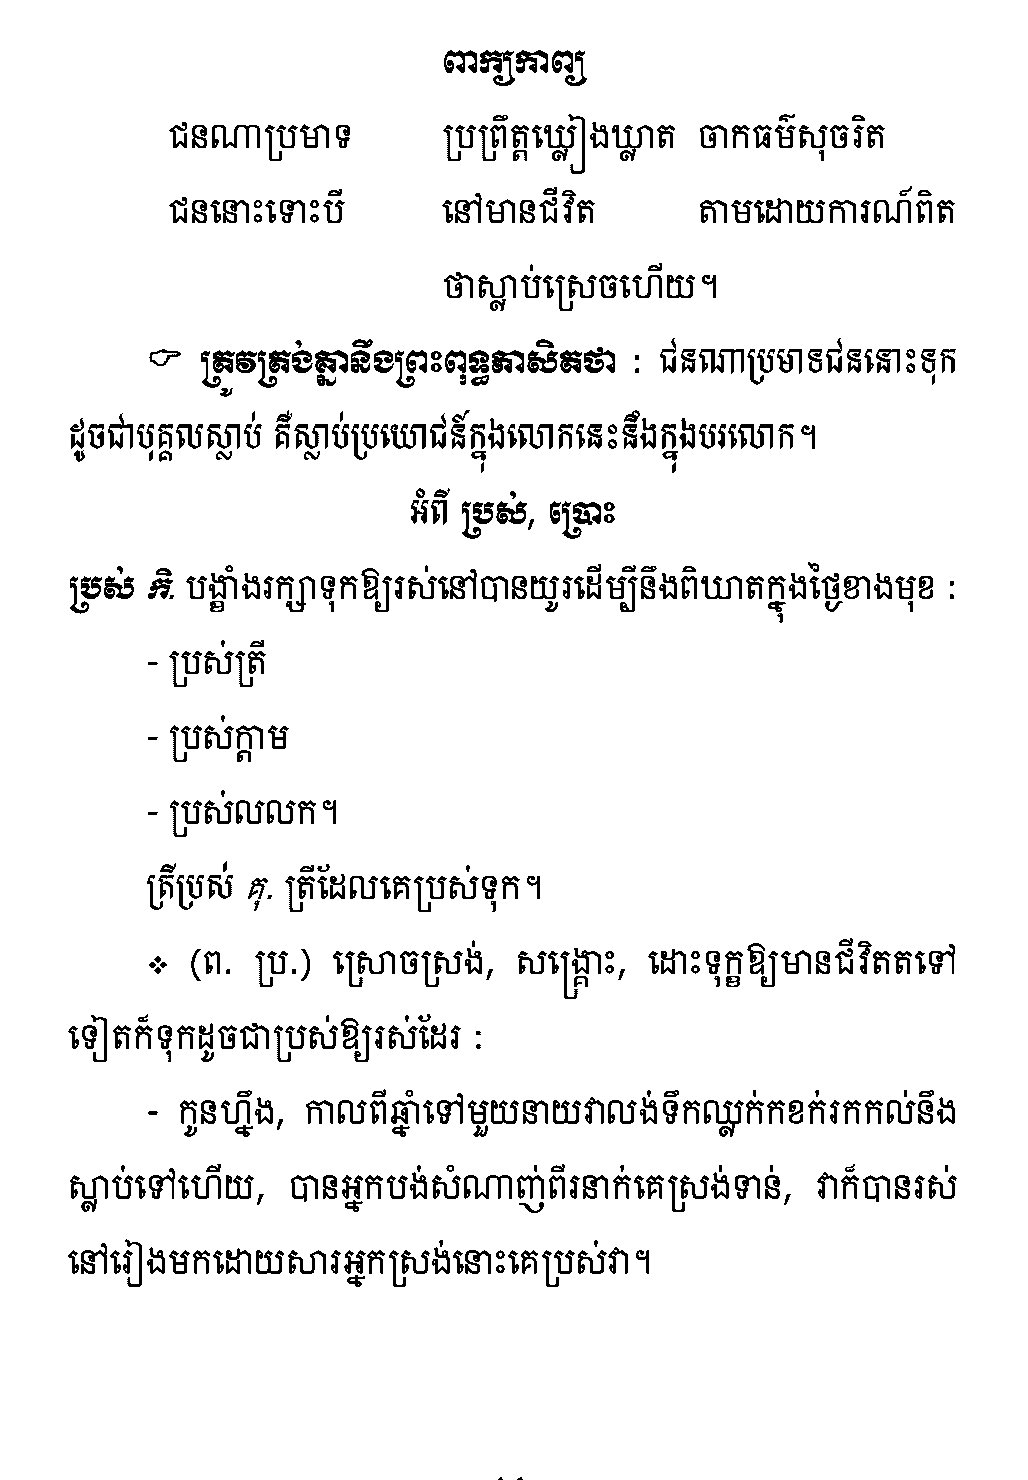 ពាក្យកាព្យ
ជនណាប្រមាទ ប្រព្រឹត្តឃ្លៀងឃ្លាត ចាកធម៌សុចរិត
ជននោះទោះបី នៅមានជីវិត តាមដោយការណ៍ពិត
ថាស្លាប់ស្រេចហើយ។
☞ ត្រូវត្រង់គ្នានឹងព្រះពុទ្ធភាសិតថា : ជនណាប្រមាទជននោះទុក
ដូចជាបុគ្គលស្លាប់ គឺស្លាប់ប្រយោជន៍ក្នុងលោកនេះនឹងក្នុងបរលោក។
អំពី ប្រស់, ប្រោះ
ប្រស់ កិ. បង្ខាំងរក្សាទុកឱ្យរស់នៅបានយូរដើម្បីនឹងពិឃាតក្នុងថ្ងៃខាងមុខ :
- ប្រស់ត្រី
- ប្រស់ក្ដាម
- ប្រស់លលក។
ត្រីប្រស់ គុ. ត្រីដែលគេប្រស់ទុក។
❖ (ព. ប្រ.) ស្រោចស្រង់, សង្គ្រោះ, ដោះទុក្ខឱ្យមានជីវិតតទៅ
ទៀតក៏ទុកដូចជាប្រស់ឱ្យរស់ដែរ :
- កូនហ្នឹង, កាលពីឆ្នាំទៅមួយនាយវាលង់ទឹកឈ្លក់កខក់រកកល់នឹង
ស្លាប់ទៅហើយ, បានអ្នកបង់សំណាញ់ពីរនាក់គេស្រង់ទាន់, វាក៏បានរស់
នៅរៀងមកដោយសារអ្នកស្រង់នោះគេប្រស់វា។